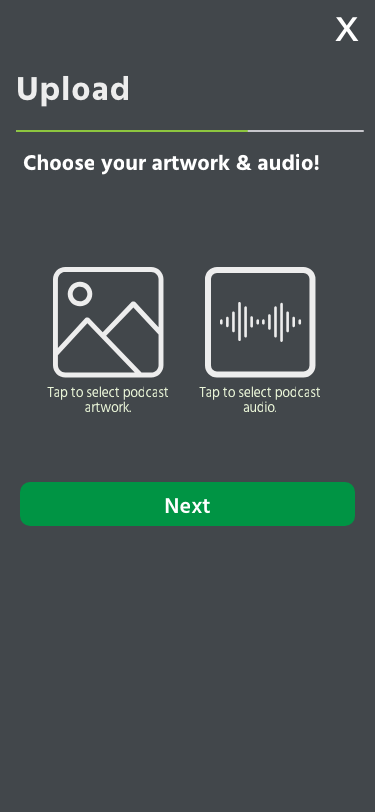 X
Upload
Choose your artwork & audio!
Tap to select podcast
artwork.
Tap to select podcast
audio.
Next